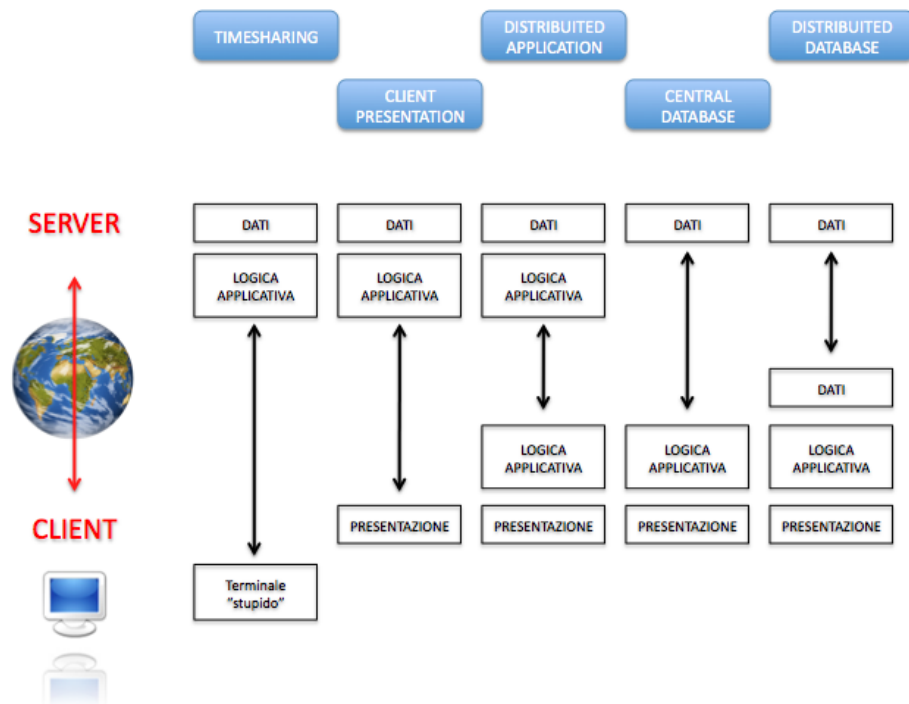 TIMESHARING
DISTRIBUITED
APPLICATION
DISTRIBUITED
DATABASE
CLIENT
PRESENTATION
CENTRAL
DATABASE
SERVER
DATI
DATI
DATI
DATI
DATI
LOGICA
APPLICATIVA
LOGICA
APPLICATIVA
LOGICA
APPLICATIVA
DATI
LOGICA
APPLICATIVA
LOGICA
APPLICATIVA
LOGICA
APPLICATIVA
CLIENT
PRESENTAZIONE
PRESENTAZIONE
PRESENTAZIONE
PRESENTAZIONE
Terminale
“stupido”